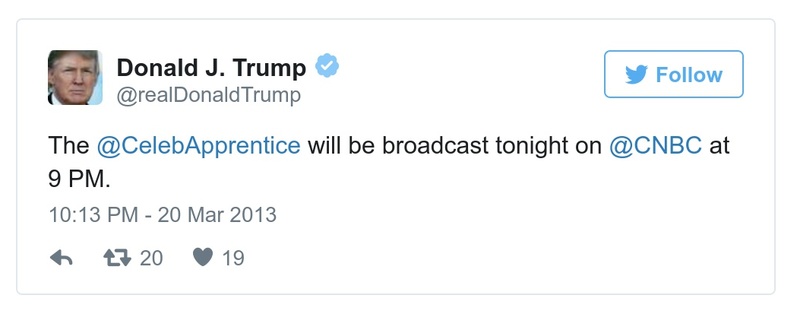 Donald J. Trump
Follow
@realDonaldTrump
The @CelebApprentice will be broadcast tonight on @CNBC at
9 PM.
10:13 PM - 20 Mar 2013
20 19